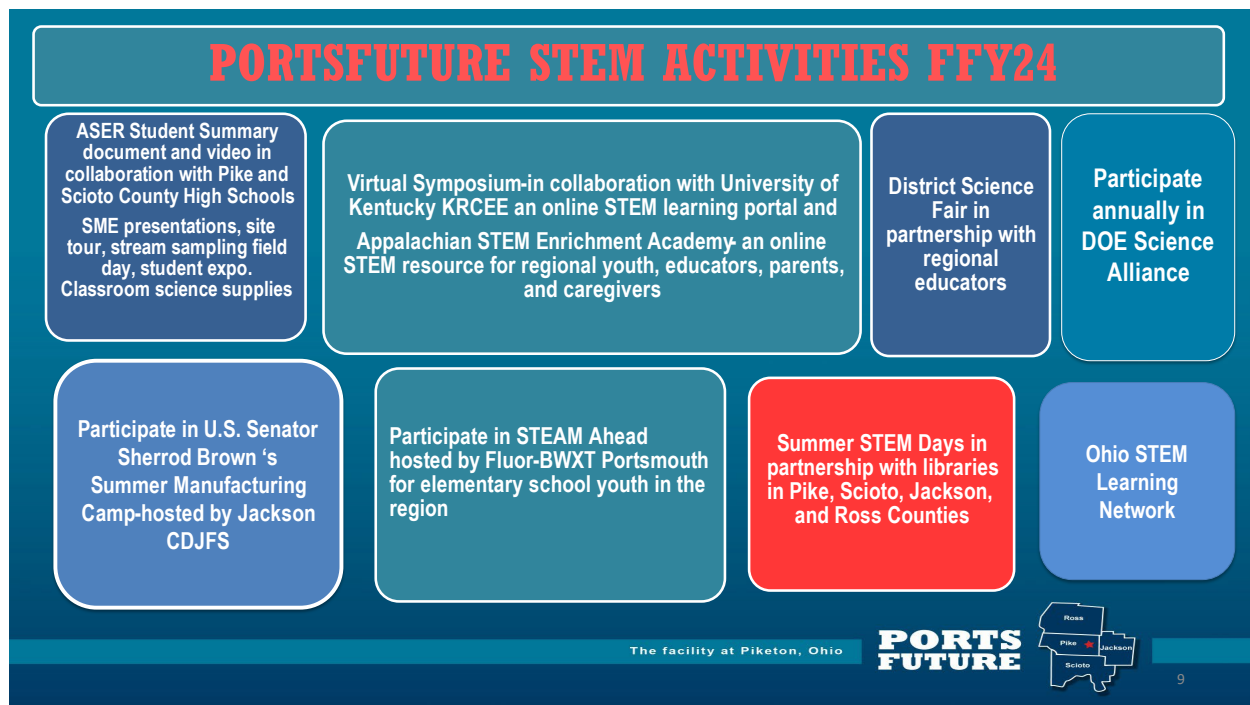 PORTSFUTURE STEM ACTIVITIES FFY24
ASER Student Summary
document and video in
collaboration with Pike and
Scioto County High Schools
SME presentations, site
tour, stream sampling field
day, student expo.
Classroom science supplies
Virtual Symposium-in collaboration with University of
Kentucky KRCEE an online STEM learning portal and
Appalachian STEM Enrichment Academy- an online
STEM resource for regional youth, educators, parents,
and caregivers
District Science
Fair in
partnership with
regional
educators
Participate
annually in
DOE Science
Alliance
Participate in U.S. Senator
Sherrod Brown ‘s
Summer Manufacturing
Camp-hosted by Jackson
CDJFS
Participate in STEAM Ahead
hosted by Fluor-BWXT Portsmouth
for elementary school youth in the
region
Summer STEM Days in
partnership with libraries
in Pike, Scioto, Jackson,
and Ross Counties
Ohio STEM
Learning
Network
The facility at Piketon, Ohio
PORTS
FUTURE
Ross
Pike
Jackson
Scioto
9